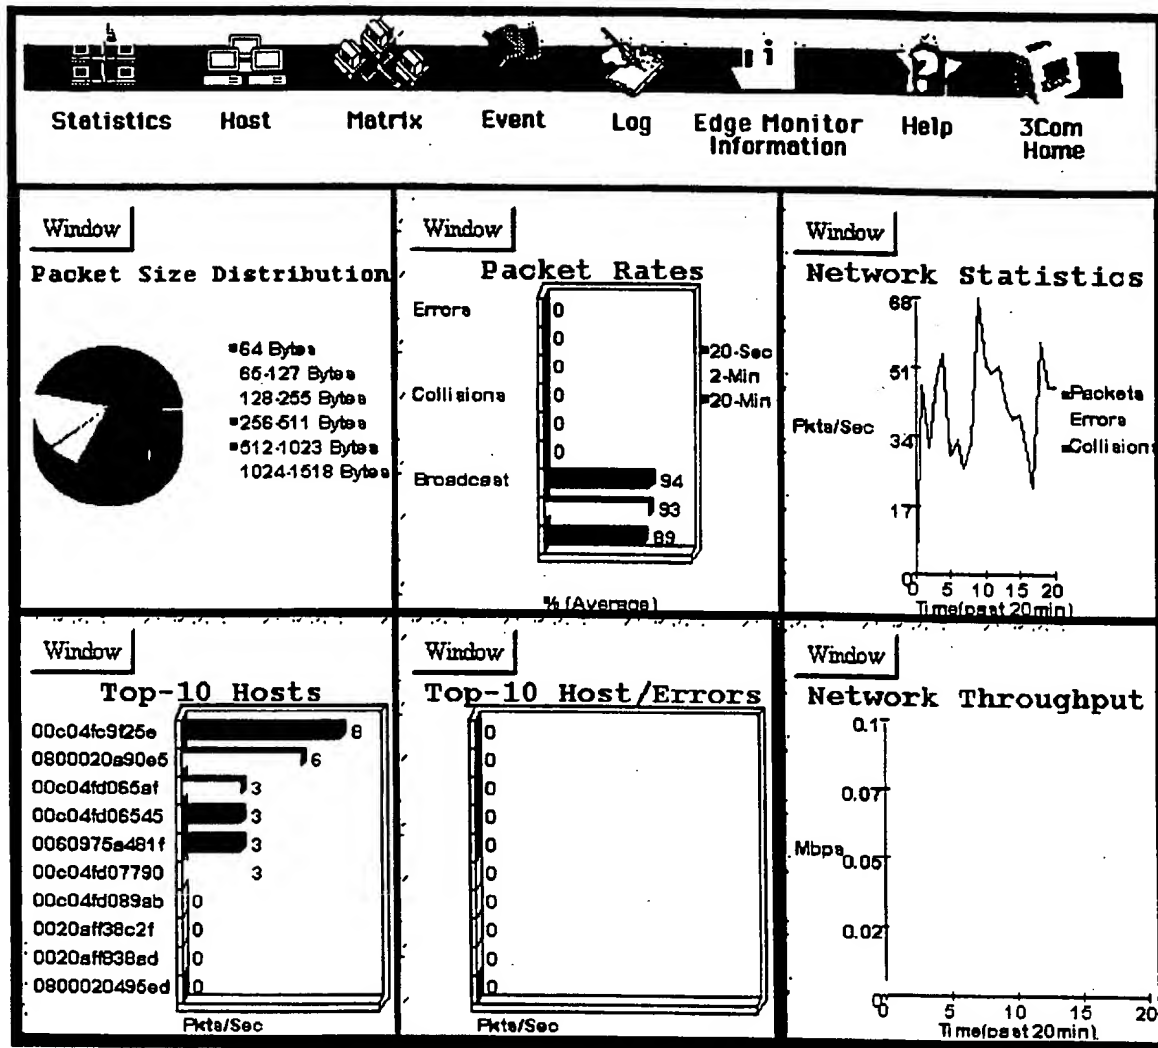 Statistics
Host
Matrix
Event
Log
Edge Monitor
Information
Help
3Com
Home
Window
Packet Size Distribution
64 Bytes
65-127 Bytes
128-255 Bytes
256-511 Bytes
512-1023 Bytes
1024-1518 Bytes
Window
Packet Rates
Errors
0
0
0
Collisions
0
0
0
Broadcast
94
93
89
20-Sec
2-Min
20-Min
% (Average)
Window
Network Statistics
68
51
Pkts/Sec
34
17
0
0 5 10 15 20
Time(past 20min)
Packets
Errors
Collisions
Window
Top-10 Hosts
00c04fc9f25e 8
0800020a90e5 6
00c04fd065af 3
00c04fd06545 3
0060975a481f 3
00c04fd07790 3
00c04fd089ab 0
0020aff38c2f 0
0020aff838ad 0
0800020495ed 0
Pkts/Sec
Window
Top-10 Host/Errors
0
0
0
0
0
0
0
0
0
0
Pkts/Sec
Window
Network Throughput
0.1
0.07
Mbps
0.05
0.02
0
0 5 10 15 20
Time(past 20min)